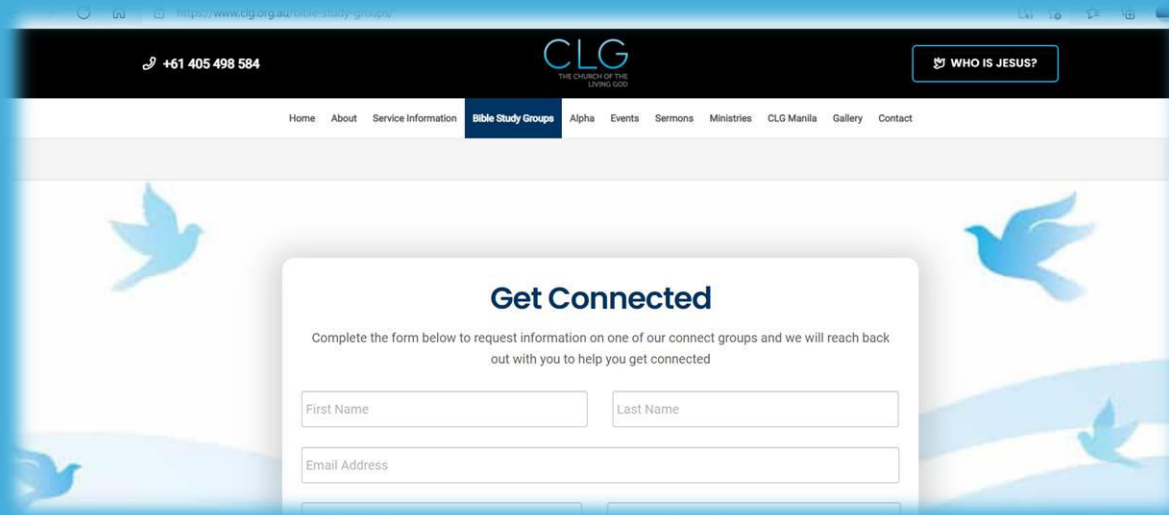 https://www.clg.org.au/bible-study-groups/
+61 405 498 584
CLG
THE CHURCH OF THE
LIVING GOD
WHO IS JESUS?
Home About Service Information Bible Study Groups Alpha Events Sermons Ministries CLG Manila Gallery Contact
Get Connected
Complete the form below to request information on one of our connect groups and we will reach back
out with you to help you get connected
First Name Last Name
Email Address